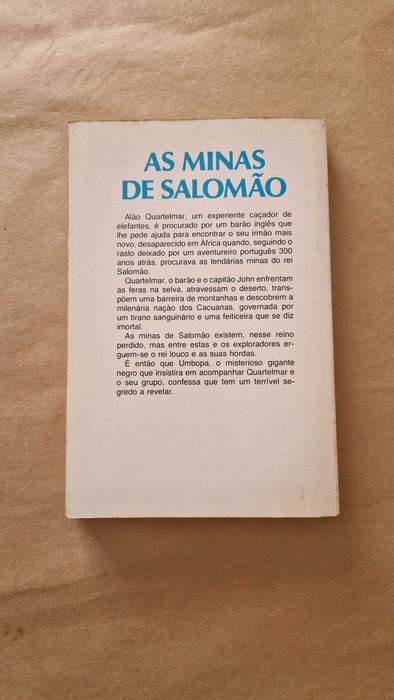 AS MINAS
DE SALOMÃO
Alão Quartelmar, um experiente caçador de
elefantes, é procurado por um barão inglês que
lhe pede ajuda para encontrar o seu irmão mais
novo, desaparecido em África quando, seguindo o
rasto deixado por um aventureiro português 300
anos atrás, procurava as lendárias minas do rei
Salomão.
Quartelmar, o barão e o capitão John enfrentam
as feras na selva, atravessam o deserto, trans-
põem uma barreira de montanhas e descobrem a
milenária nação dos Cacuanas, governada por
um tirano sanguinário e uma feiticeira que se diz
imortal.
As minas de Salomão existem, nesse reino
perdido, mas entre estas e os exploradores er-
guem-se o rei louco e as suas hordas.
É então que Umbopa, o misterioso gigante
negro que insistira em acompanhar Quartelmar e
o seu grupo, confessa que tem um terrível se-
gredo a revelar.